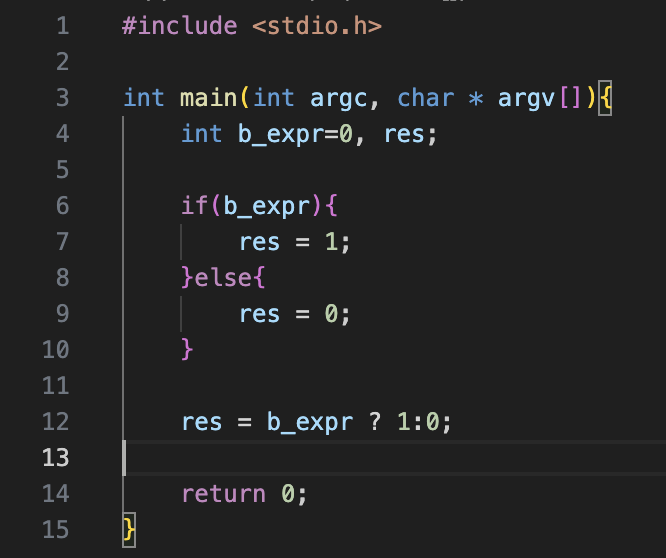 1 #include <stdio.h>
2
3 int main(int argc, char * argv[]){
4     int b_expr=0, res;
5
6     if(b_expr){
7         res = 1;
8     }else{
9         res = 0;
10     }
11
12     res = b_expr ? 1:0;
13
14     return 0;
15 }